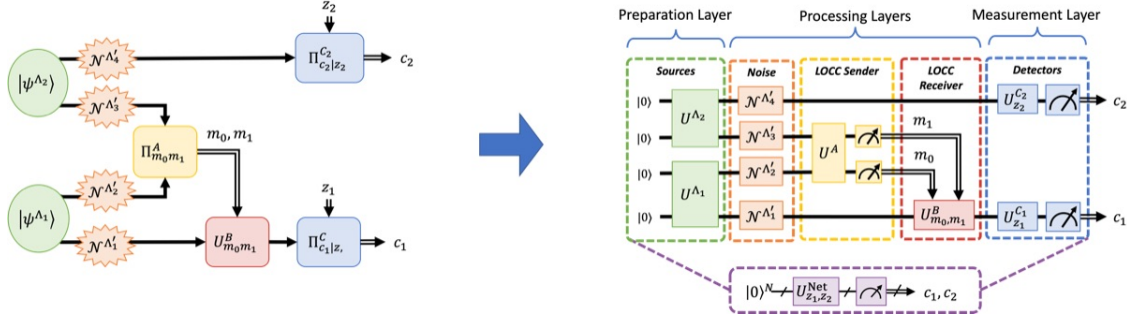 z₂
|ψ^Λ₂⟩
𝒩^Λ′₄
Π^C₂_c₂|z₂
c₂
𝒩^Λ′₃
m₀, m₁
Π^A_m₀m₁
z₁
|ψ^Λ₁⟩
𝒩^Λ′₂
𝒩^Λ′₁
U^B_m₀m₁
Π^C_c₁|z,
c₁
Preparation Layer
Processing Layers
Measurement Layer
Sources
Noise
LOCC Sender
LOCC
Receiver
Detectors
|0⟩
U^Λ₂
𝒩^Λ′₄
U^C₂_z₂
c₂
|0⟩
𝒩^Λ′₃
U^A
m₁
|0⟩
U^Λ₁
𝒩^Λ′₂
m₀
|0⟩
𝒩^Λ′₁
U^B_m₀,m₁
U^C₁_z₁
c₁
|0⟩^N
U^Net_z₁,z₂
c₁, c₂